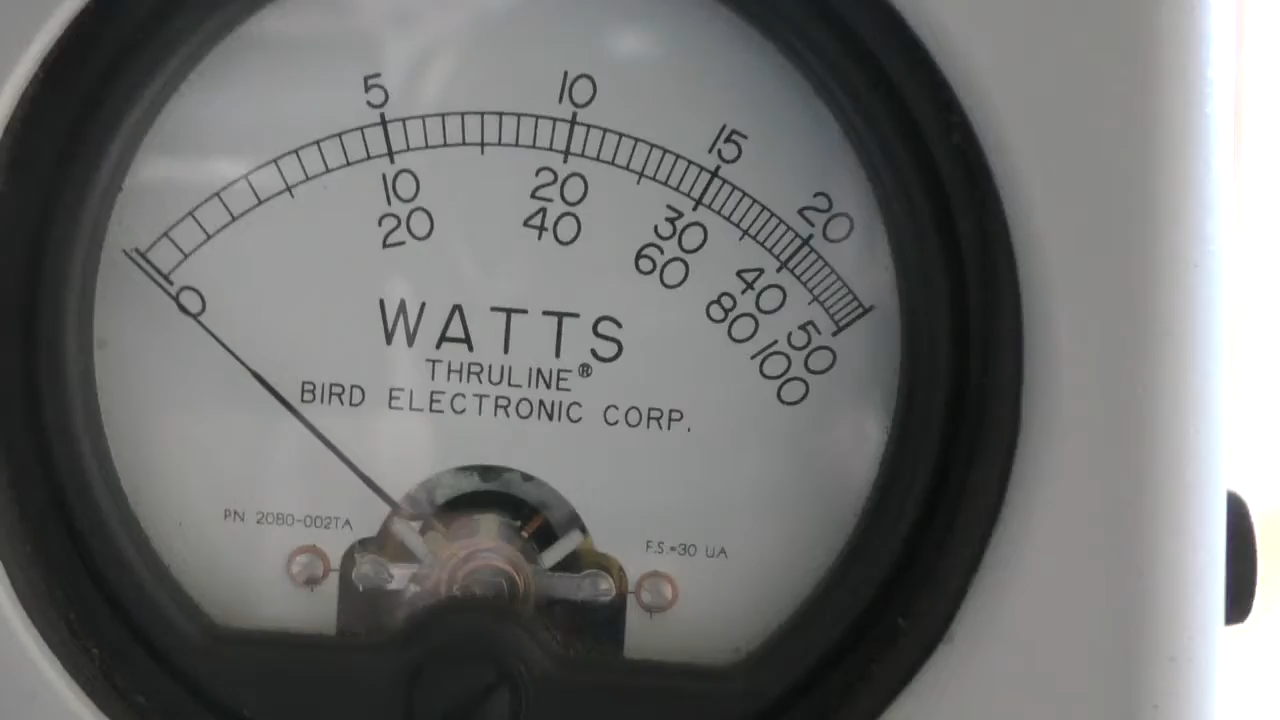 5 10 15 20
0 10 20 30 40 50
20 40 60 80 100
WATTS
THRULINE®
BIRD ELECTRONIC CORP.
PN 2080-002TA
F.S.=30 UA